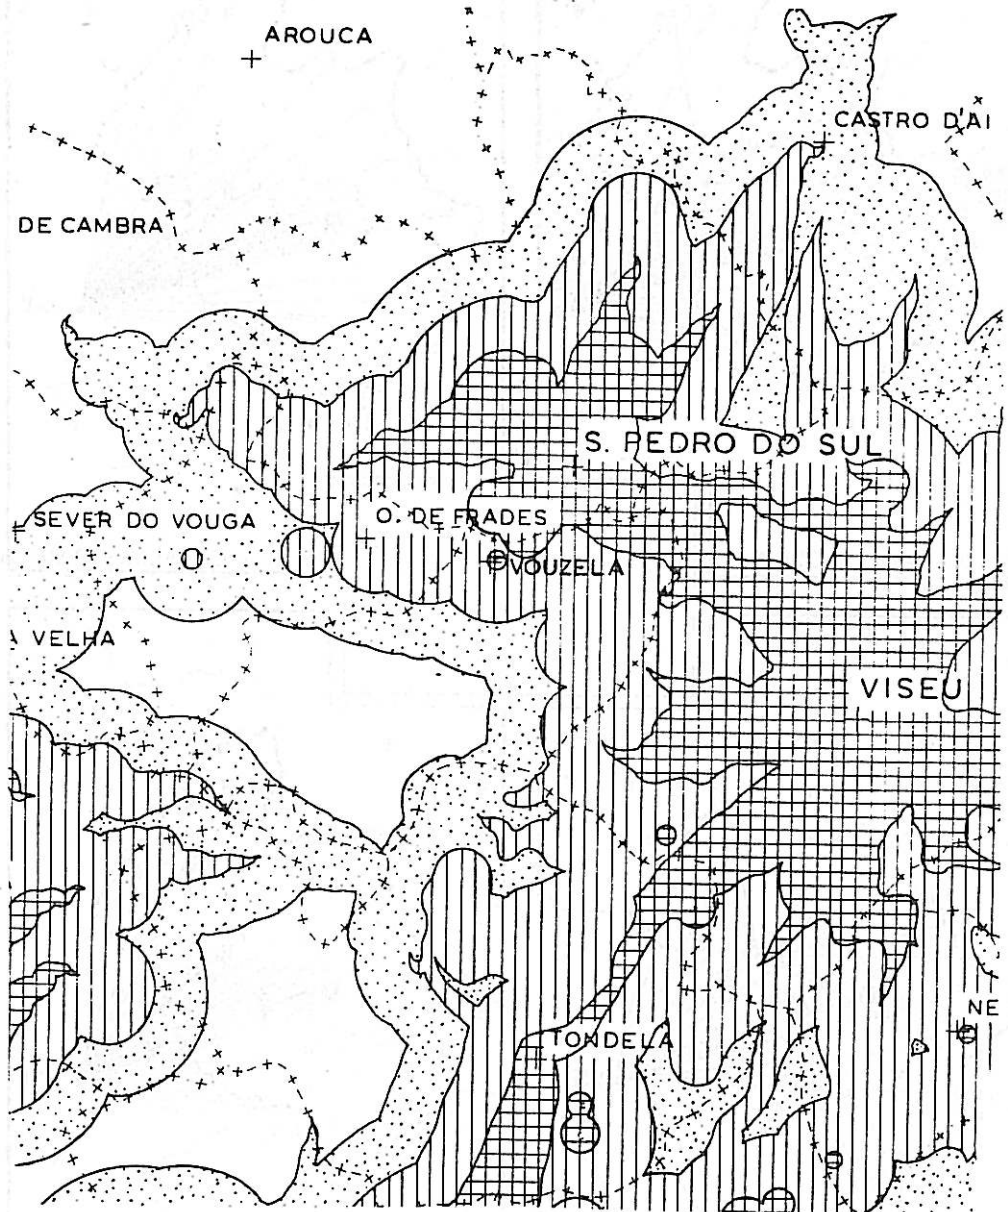 AROUCA
CASTRO D'AI
DE CAMBRA
S. PEDRO DO SUL
SEVER DO VOUGA
O. DE FRADES
VOUZELA
A VELHA
VISEU
NE
TONDELA